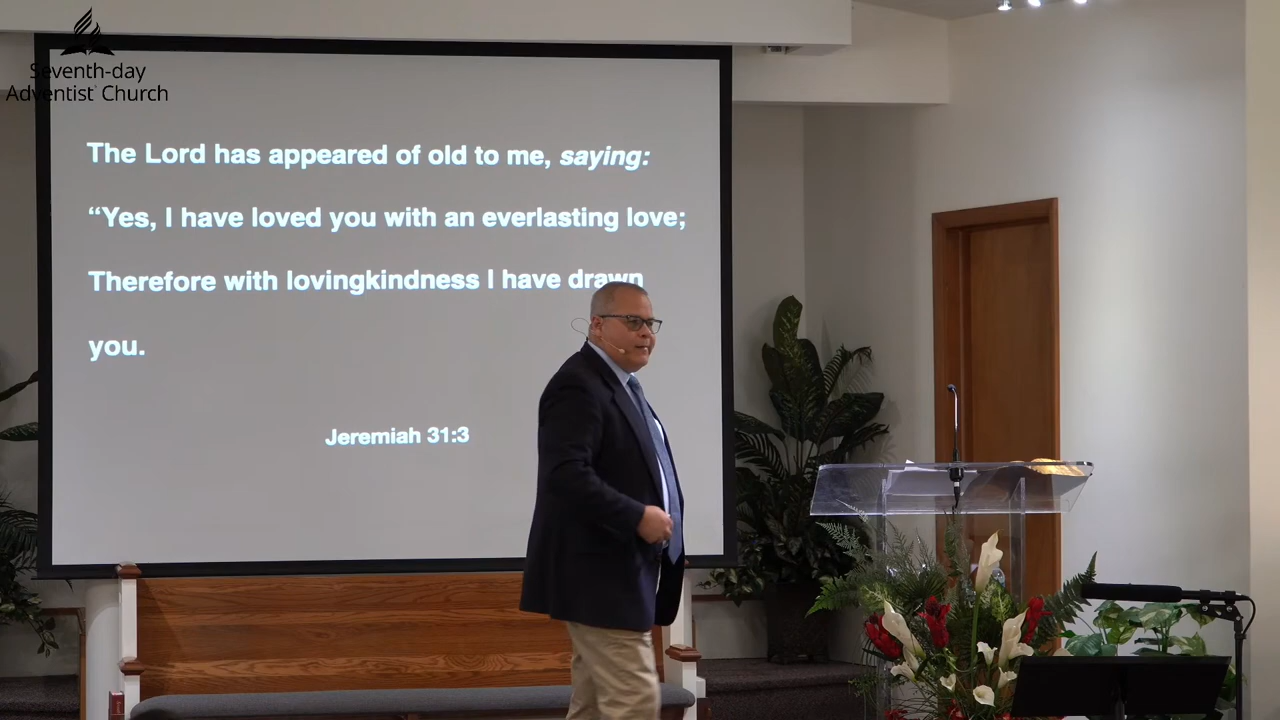 Seventh-day
Adventist Church
The Lord has appeared of old to me, saying:
“Yes, I have loved you with an everlasting love;
Therefore with lovingkindness I have drawn
you.
Jeremiah 31:3